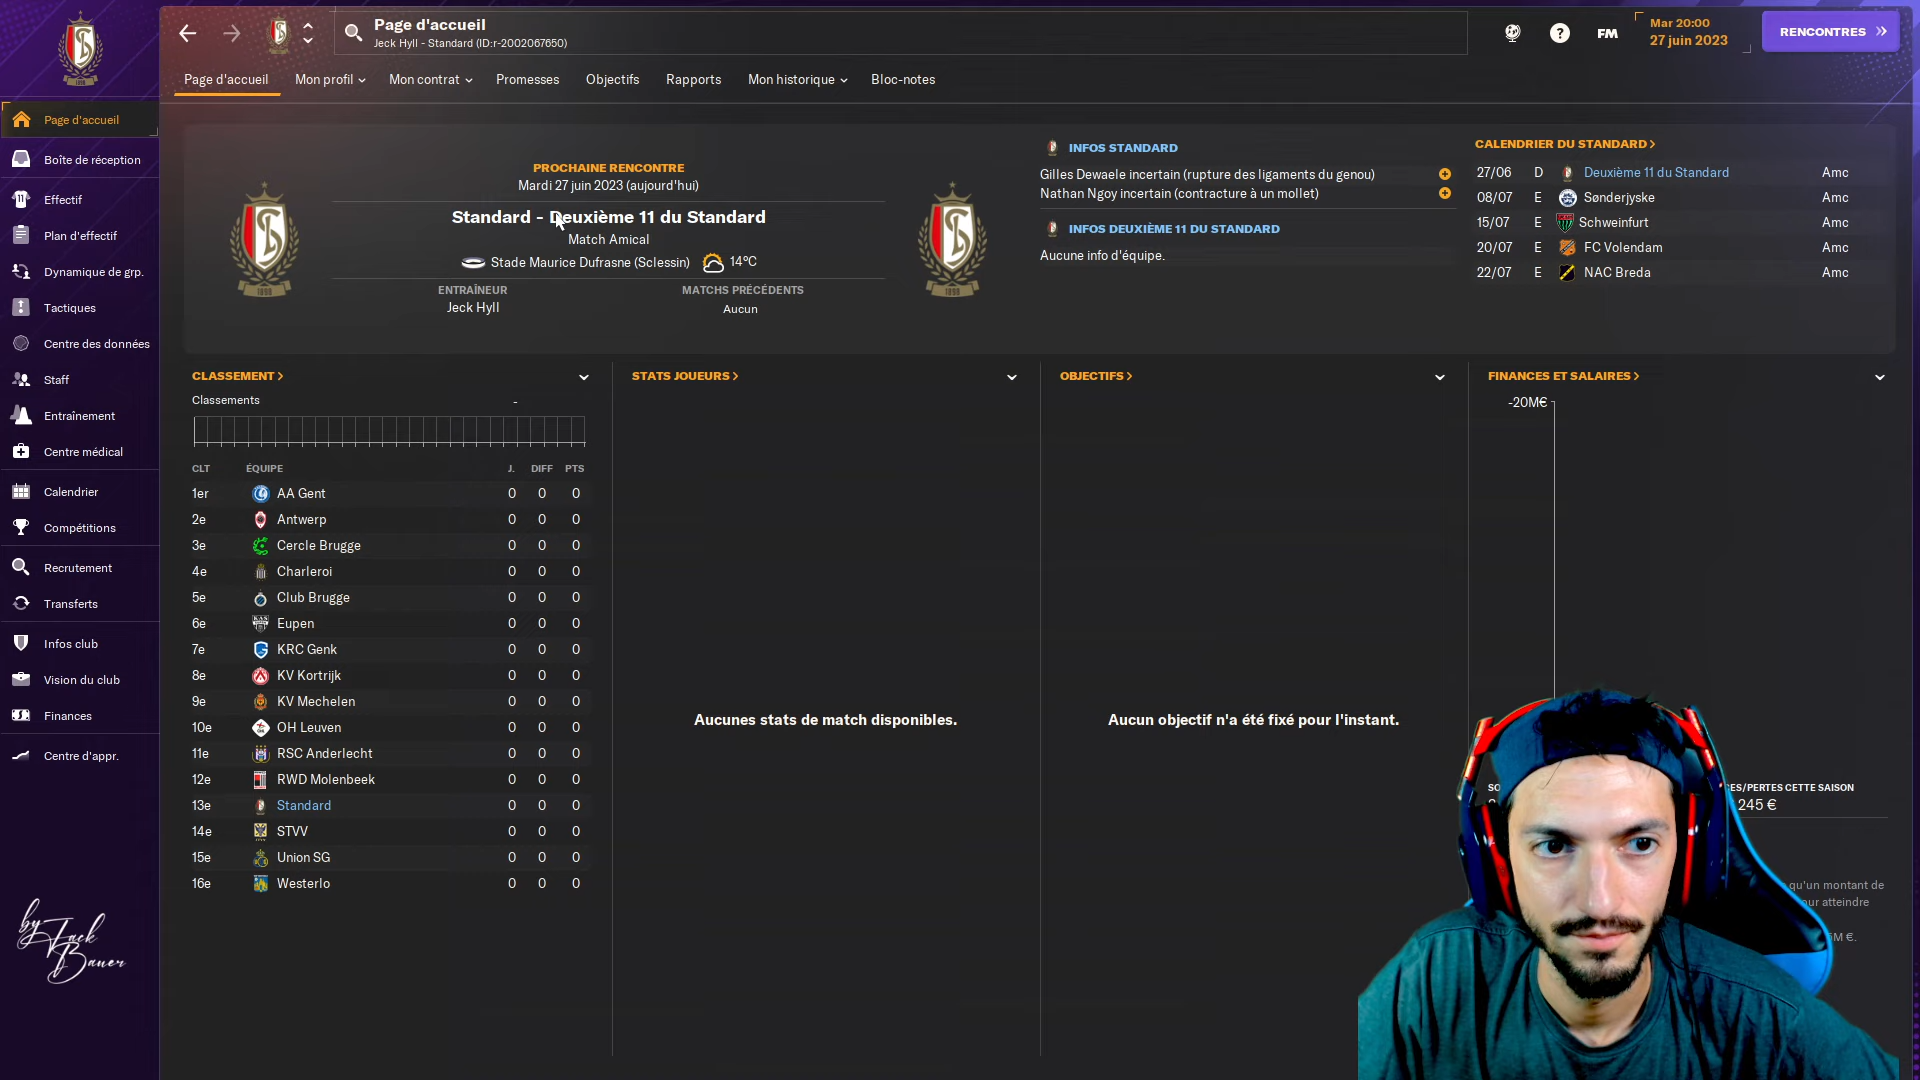 Page d'accueil
Jeck Hyll - Standard (ID:r-2002067650)
FM
Mar 20:00
27 juin 2023
RENCONTRES
Page d'accueil
Mon profil
Mon contrat
Promesses
Objectifs
Rapports
Mon historique
Bloc-notes
Page d'accueil
Boîte de réception
Effectif
Plan d'effectif
Dynamique de grp.
Tactiques
Centre des données
Staff
Entraînement
Centre médical
Calendrier
Compétitions
Recrutement
Transferts
Infos club
Vision du club
Finances
Centre d'appr.
by Jack Bauer
PROCHAINE RENCONTRE
Mardi 27 juin 2023 (aujourd'hui)
Standard - Deuxième 11 du Standard
Match Amical
Stade Maurice Dufrasne (Sclessin) 14°C
ENTRAÎNEUR MATCHS PRÉCÉDENTS
Jeck Hyll Aucun
INFOS STANDARD
Gilles Dewaele incertain (rupture des ligaments du genou)
Nathan Ngoy incertain (contracture à un mollet)
INFOS DEUXIÈME 11 DU STANDARD
Aucune info d'équipe.
CALENDRIER DU STANDARD >
27/06 D Deuxième 11 du Standard Amc
08/07 E Sønderjyske Amc
15/07 E Schweinfurt Amc
20/07 E FC Volendam Amc
22/07 E NAC Breda Amc
CLASSEMENT >
Classements -
CLT ÉQUIPE J. DIFF PTS
1er AA Gent 0 0 0
2e Antwerp 0 0 0
3e Cercle Brugge 0 0 0
4e Charleroi 0 0 0
5e Club Brugge 0 0 0
6e Eupen 0 0 0
7e KRC Genk 0 0 0
8e KV Kortrijk 0 0 0
9e KV Mechelen 0 0 0
10e OH Leuven 0 0 0
11e RSC Anderlecht 0 0 0
12e RWD Molenbeek 0 0 0
13e Standard 0 0 0
14e STVV 0 0 0
15e Union SG 0 0 0
16e Westerlo 0 0 0
STATS JOUEURS >
Aucunes stats de match disponibles.
OBJECTIFS >
Aucun objectif n'a été fixé pour l'instant.
FINANCES ET SALAIRES >
-20M€
ES/PERTES CETTE SAISON
245 €
qu'un montant de
our atteindre
M €.